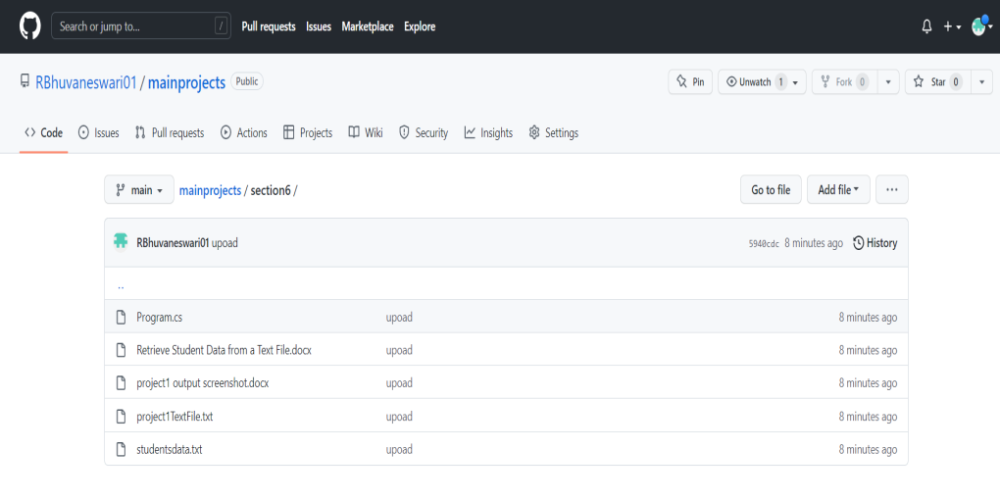 Search or jump to... / Pull requests Issues Marketplace Explore
RBhuvaneswari01 / mainprojects Public Pin Unwatch 1 Fork 0 Star 0
Code Issues Pull requests Actions Projects Wiki Security Insights Settings
main mainprojects / section6 / Go to file Add file ...
RBhuvaneswari01 upoad 5940cdc 8 minutes ago History
..
Program.cs upoad 8 minutes ago
Retrieve Student Data from a Text File.docx upoad 8 minutes ago
project1 output screenshot.docx upoad 8 minutes ago
project1TextFile.txt upoad 8 minutes ago
studentsdata.txt upoad 8 minutes ago